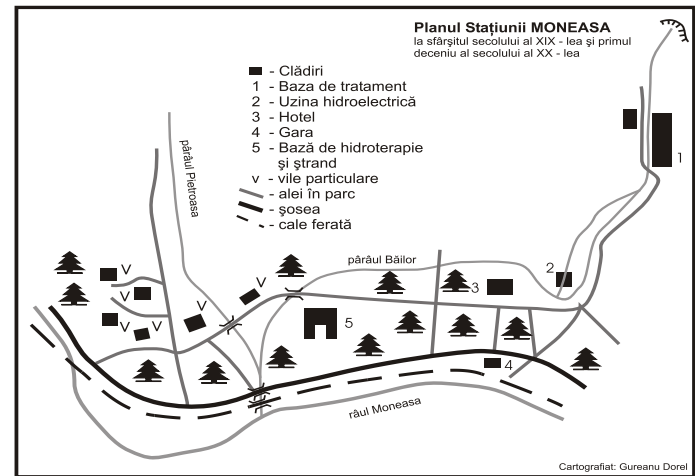 Planul Stațiunii MONEASA
la sfârșitul secolului al XIX - lea și primul
deceniu al secolului al XX - lea
- Clădiri
1 - Baza de tratament
2 - Uzina hidroelectrică
3 - Hotel
4 - Gara
5 - Bază de hidroterapie
și ștrand
v - vile particulare
- alei în parc
- șosea
- cale ferată
pârâul Pietroasa
1
pârâul Băilor
2
3
v
v
v
v
v
v
5
4
râul Moneasa
Cartografiat: Gureanu Dorel